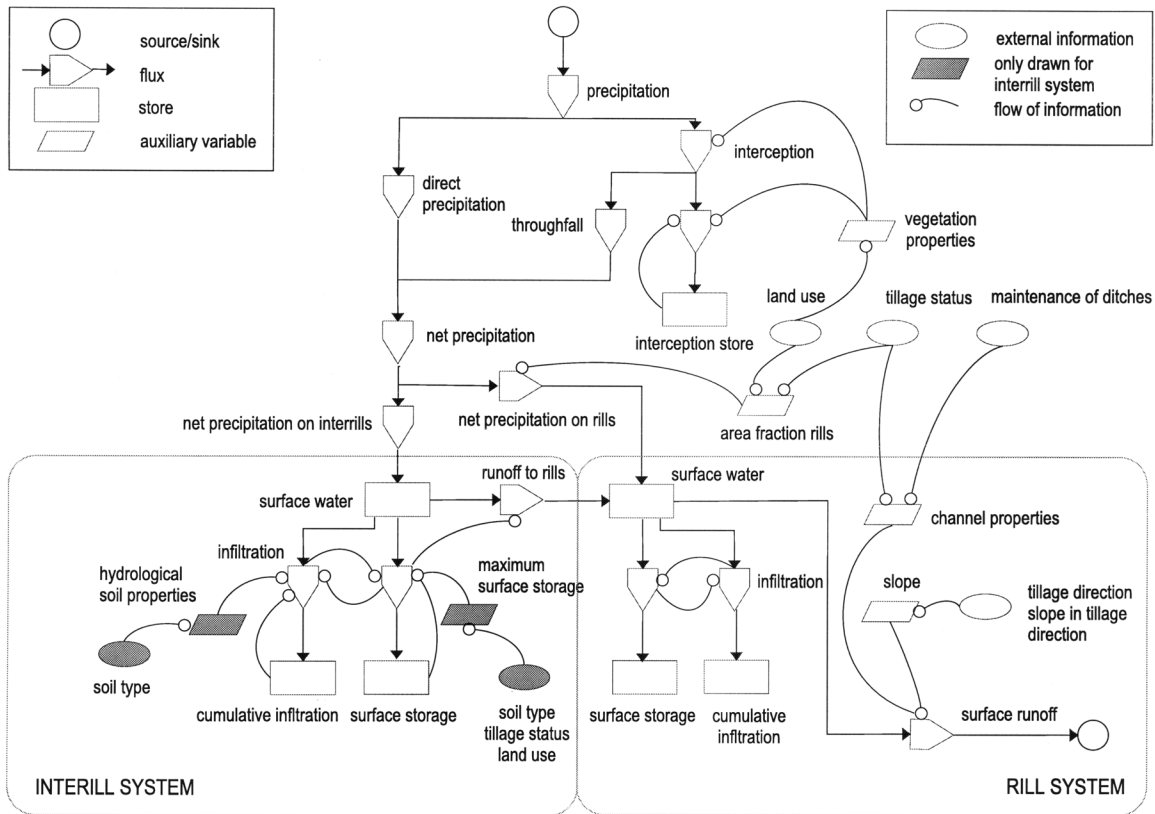 source/sink
flux
store
auxiliary variable
external information
only drawn for
interrill system
flow of information
precipitation
interception
direct
precipitation
throughfall
vegetation
properties
interception store
land use
tillage status
maintenance of ditches
net precipitation
net precipitation on interrills
net precipitation on rills
area fraction rills
surface water
runoff to rills
surface water
channel properties
infiltration
hydrological
soil properties
maximum
surface storage
infiltration
slope
tillage direction
slope in tillage
direction
soil type
cumulative infltration
surface storage
soil type
tillage status
land use
surface storage
cumulative
infltration
surface runoff
INTERILL SYSTEM
RILL SYSTEM